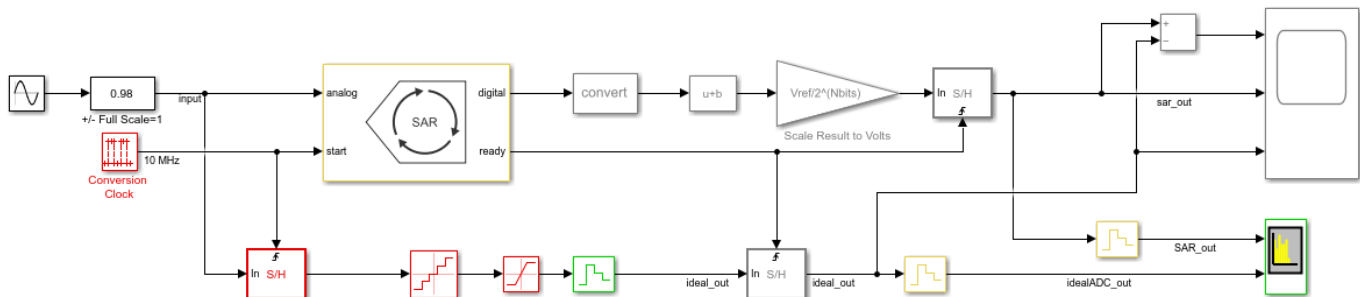 0.98
+/- Full Scale=1
input
analog
digital
SAR
start
ready
10 MHz
Conversion
Clock
convert
u+b
Vref/2^(Nbits)
Scale Result to Volts
In
S/H
+
−
sar_out
In
S/H
ideal_out
In
S/H
ideal_out
idealADC_out
SAR_out